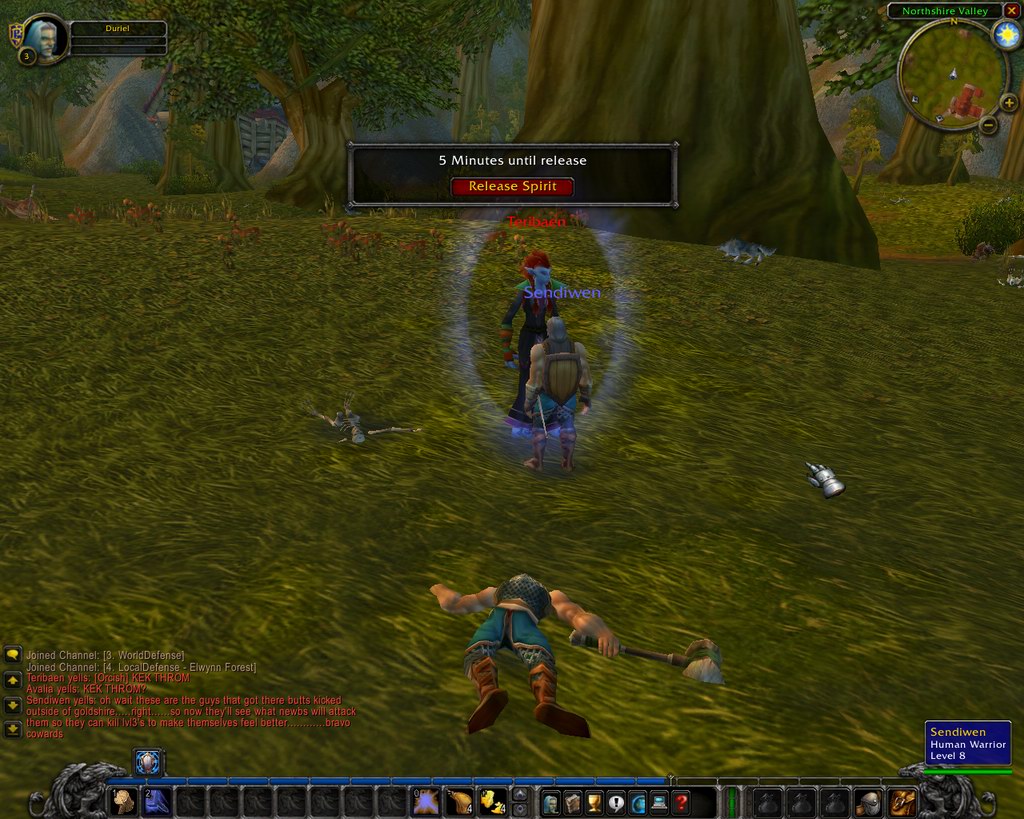 Duriel
3
Northshire Valley
N
5 Minutes until release
Release Spirit
Teribaen
Sendiwen
Joined Channel: [3. WorldDefense]
Joined Channel: [4. LocalDefense - Elwynn Forest]
Teribaen yells: [Orcish] KEK THROM
Avalia yells: KEK THROM?
Sendiwen yells: oh wait these are the guys that got there butts kicked
outside of goldshire.....right......so now they'll see what newbs will attack
them so they can kill lvl3's to make themselves feel better...........bravo
cowards
Sendiwen
Human Warrior
Level 8
2
4
4